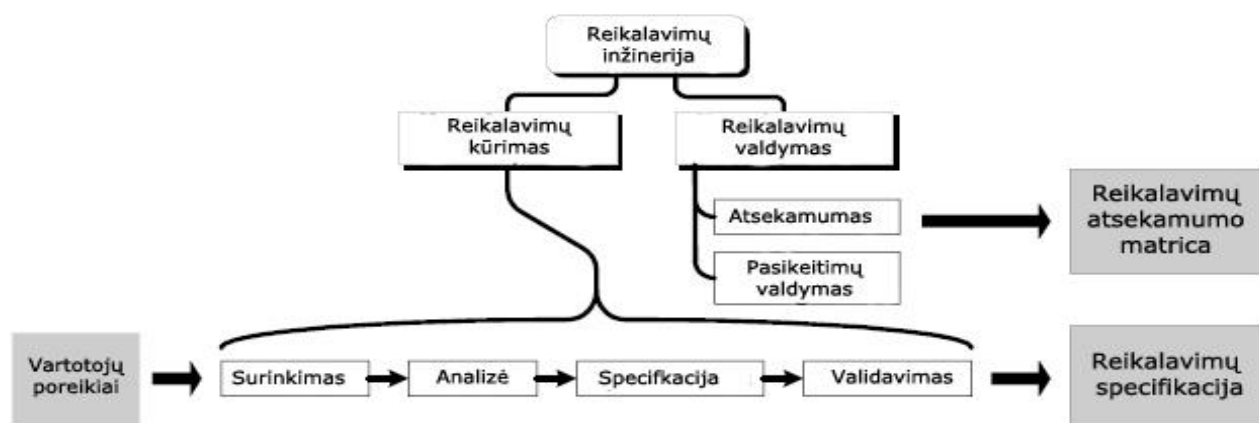 Reikalavimų
inžinerija
Reikalavimų
kūrimas
Reikalavimų
valdymas
Atsekamumas
Reikalavimų
atsekamumo
matrica
Pasikeitimų
valdymas
Vartotojų
poreikiai
Surinkimas
Analizė
Specifkacija
Validavimas
Reikalavimų
specifikacija